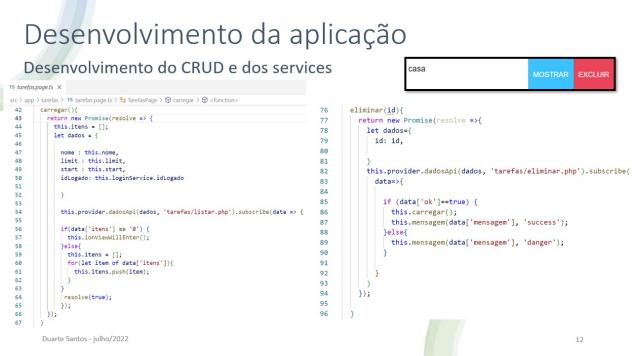 Desenvolvimento da aplicação
Desenvolvimento do CRUD e dos services
casa
MOSTRAR
EXCLUIR
TS tarefas.page.ts X
src > app > tarefas > TS tarefas.page.ts > TarefasPage > carregar > <function>
42 carregar(){
43 return new Promise(resolve => {
44 this.itens = [];
45 let dados = {
46
47 nome : this.nome,
48 limit : this.limit,
49 start : this.start,
50 idLogado: this.loginService.idLogado
51
52 }
53
54 this.provider.dadosApi(dados, 'tarefas/listar.php').subscribe(data => {
55
56 if(data['itens'] == '0') {
57 this.ionViewWillEnter();
58 }else{
59 this.itens = [];
60 for(let item of data['itens']){
61 this.itens.push(item);
62 }
63 }
64 resolve(true);
65 });
66 });
67 }
76 eliminar(id){
77 return new Promise(resolve =>{
78 let dados={
79 id: id,
80
81 }
82 this.provider.dadosApi(dados, 'tarefas/eliminar.php').subscribe(
83 data=>{
84
85 if (data['ok']==true) {
86 this.carregar();
87 this.mensagem(data['mensagem'], 'success');
88 }else{
89 this.mensagem(data['mensagem'], 'danger');
90 }
91
92 }
93 )
94 });
95
96 }
Duarte Santos - julho/2022
12